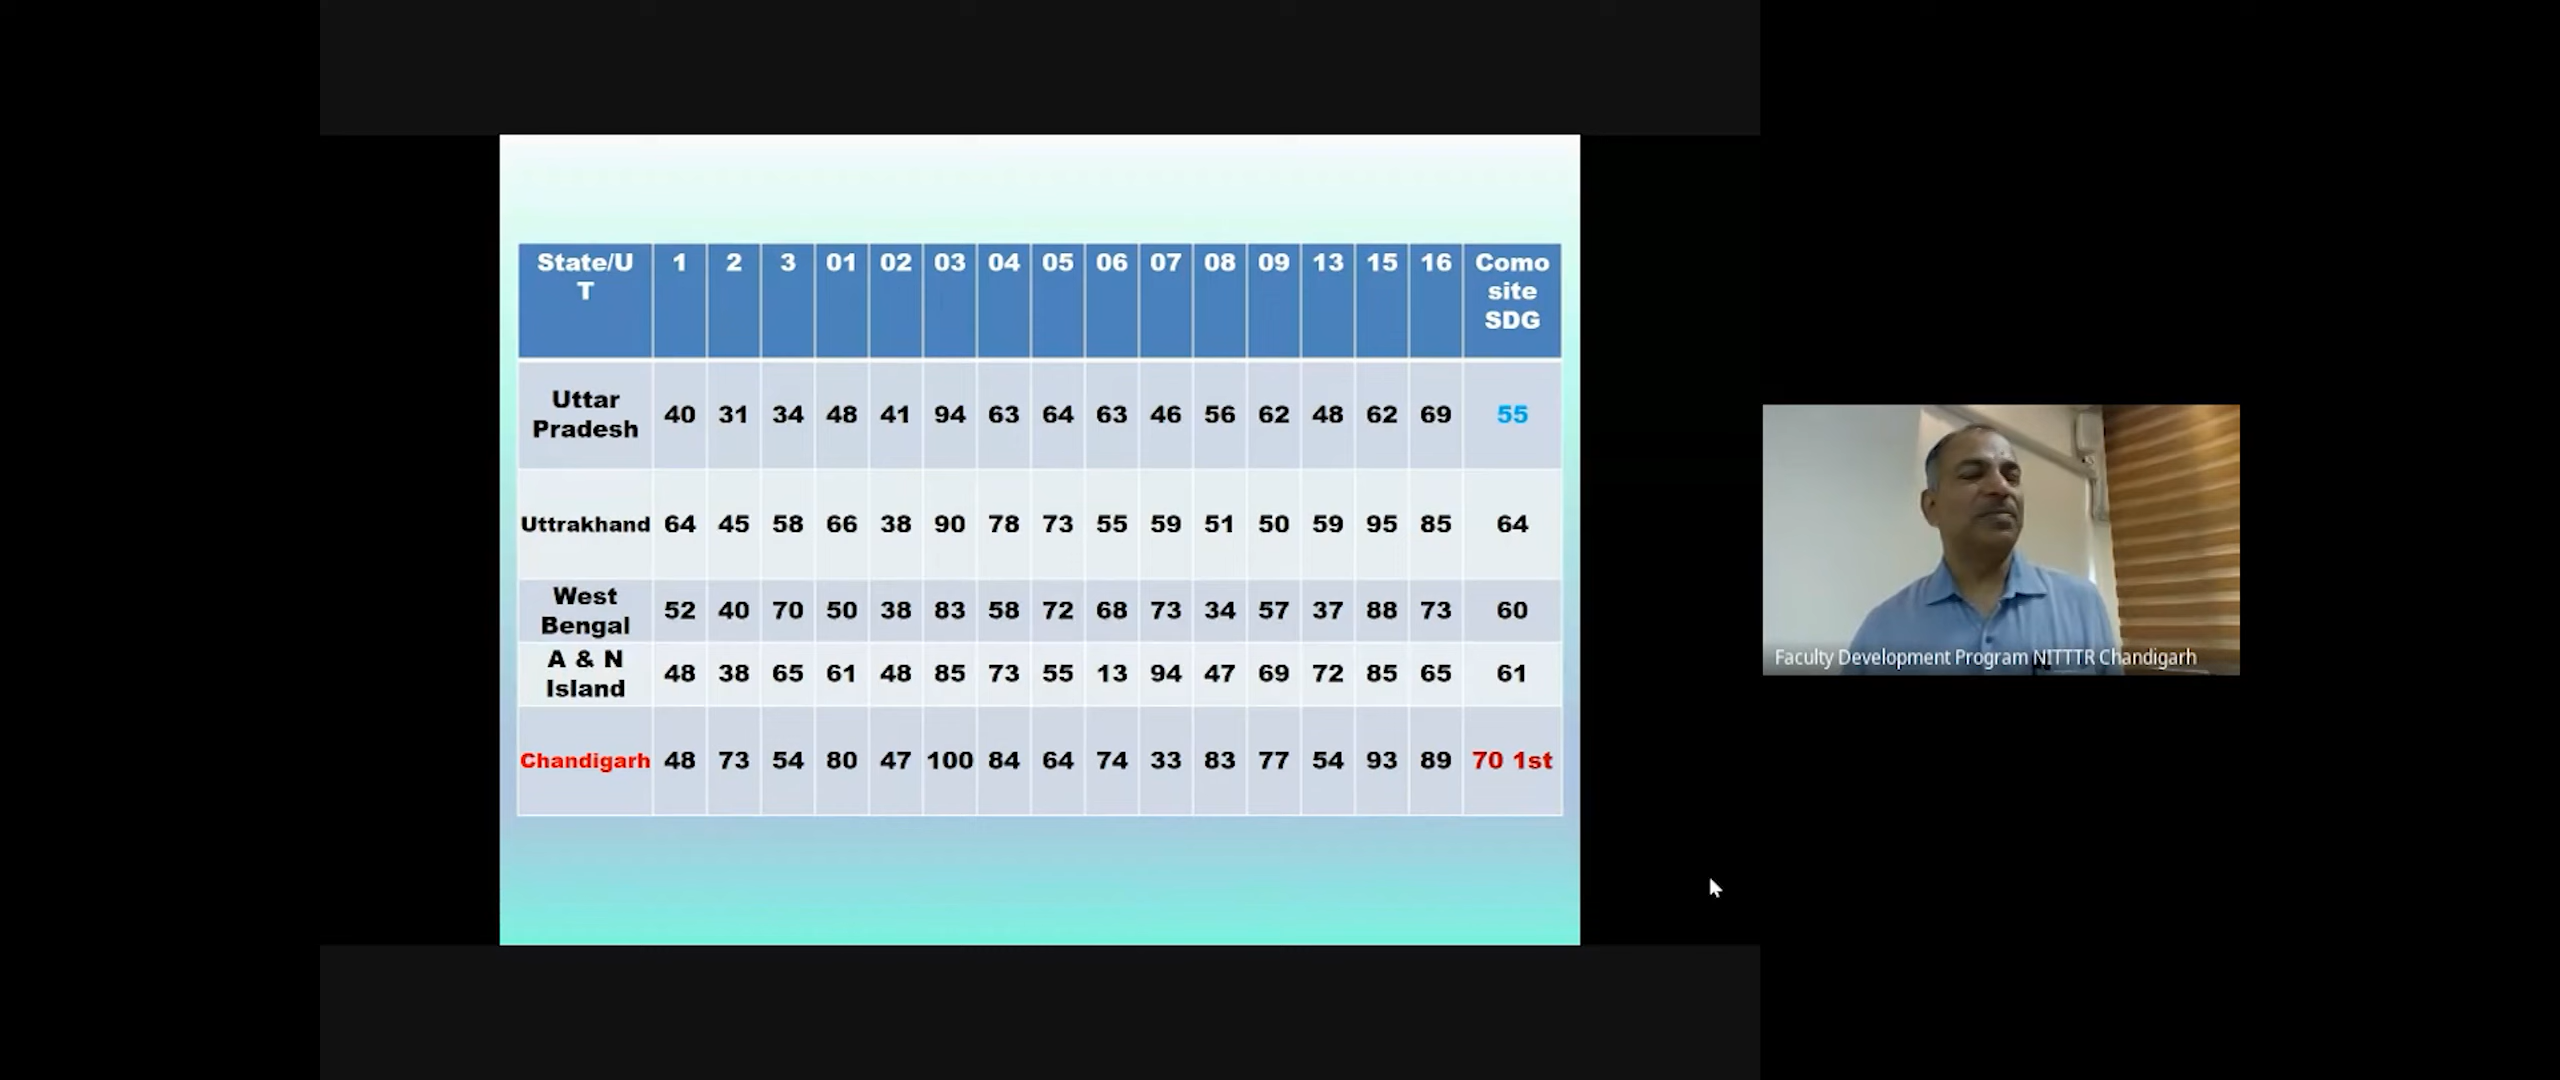 State/U
T
1 2 3 01 02 03 04 05 06 07 08 09 13 15 16
Como
site
SDG
Uttar
Pradesh
40 31 34 48 41 94 63 64 63 46 56 62 48 62 69 55
Uttrakhand 64 45 58 66 38 90 78 73 55 59 51 50 59 95 85 64
West
Bengal
52 40 70 50 38 83 58 72 68 73 34 57 37 88 73 60
A & N
Island
48 38 65 61 48 85 73 55 13 94 47 69 72 85 65 61
Chandigarh 48 73 54 80 47 100 84 64 74 33 83 77 54 93 89 70 1st
Faculty Development Program NITTTR Chandigarh